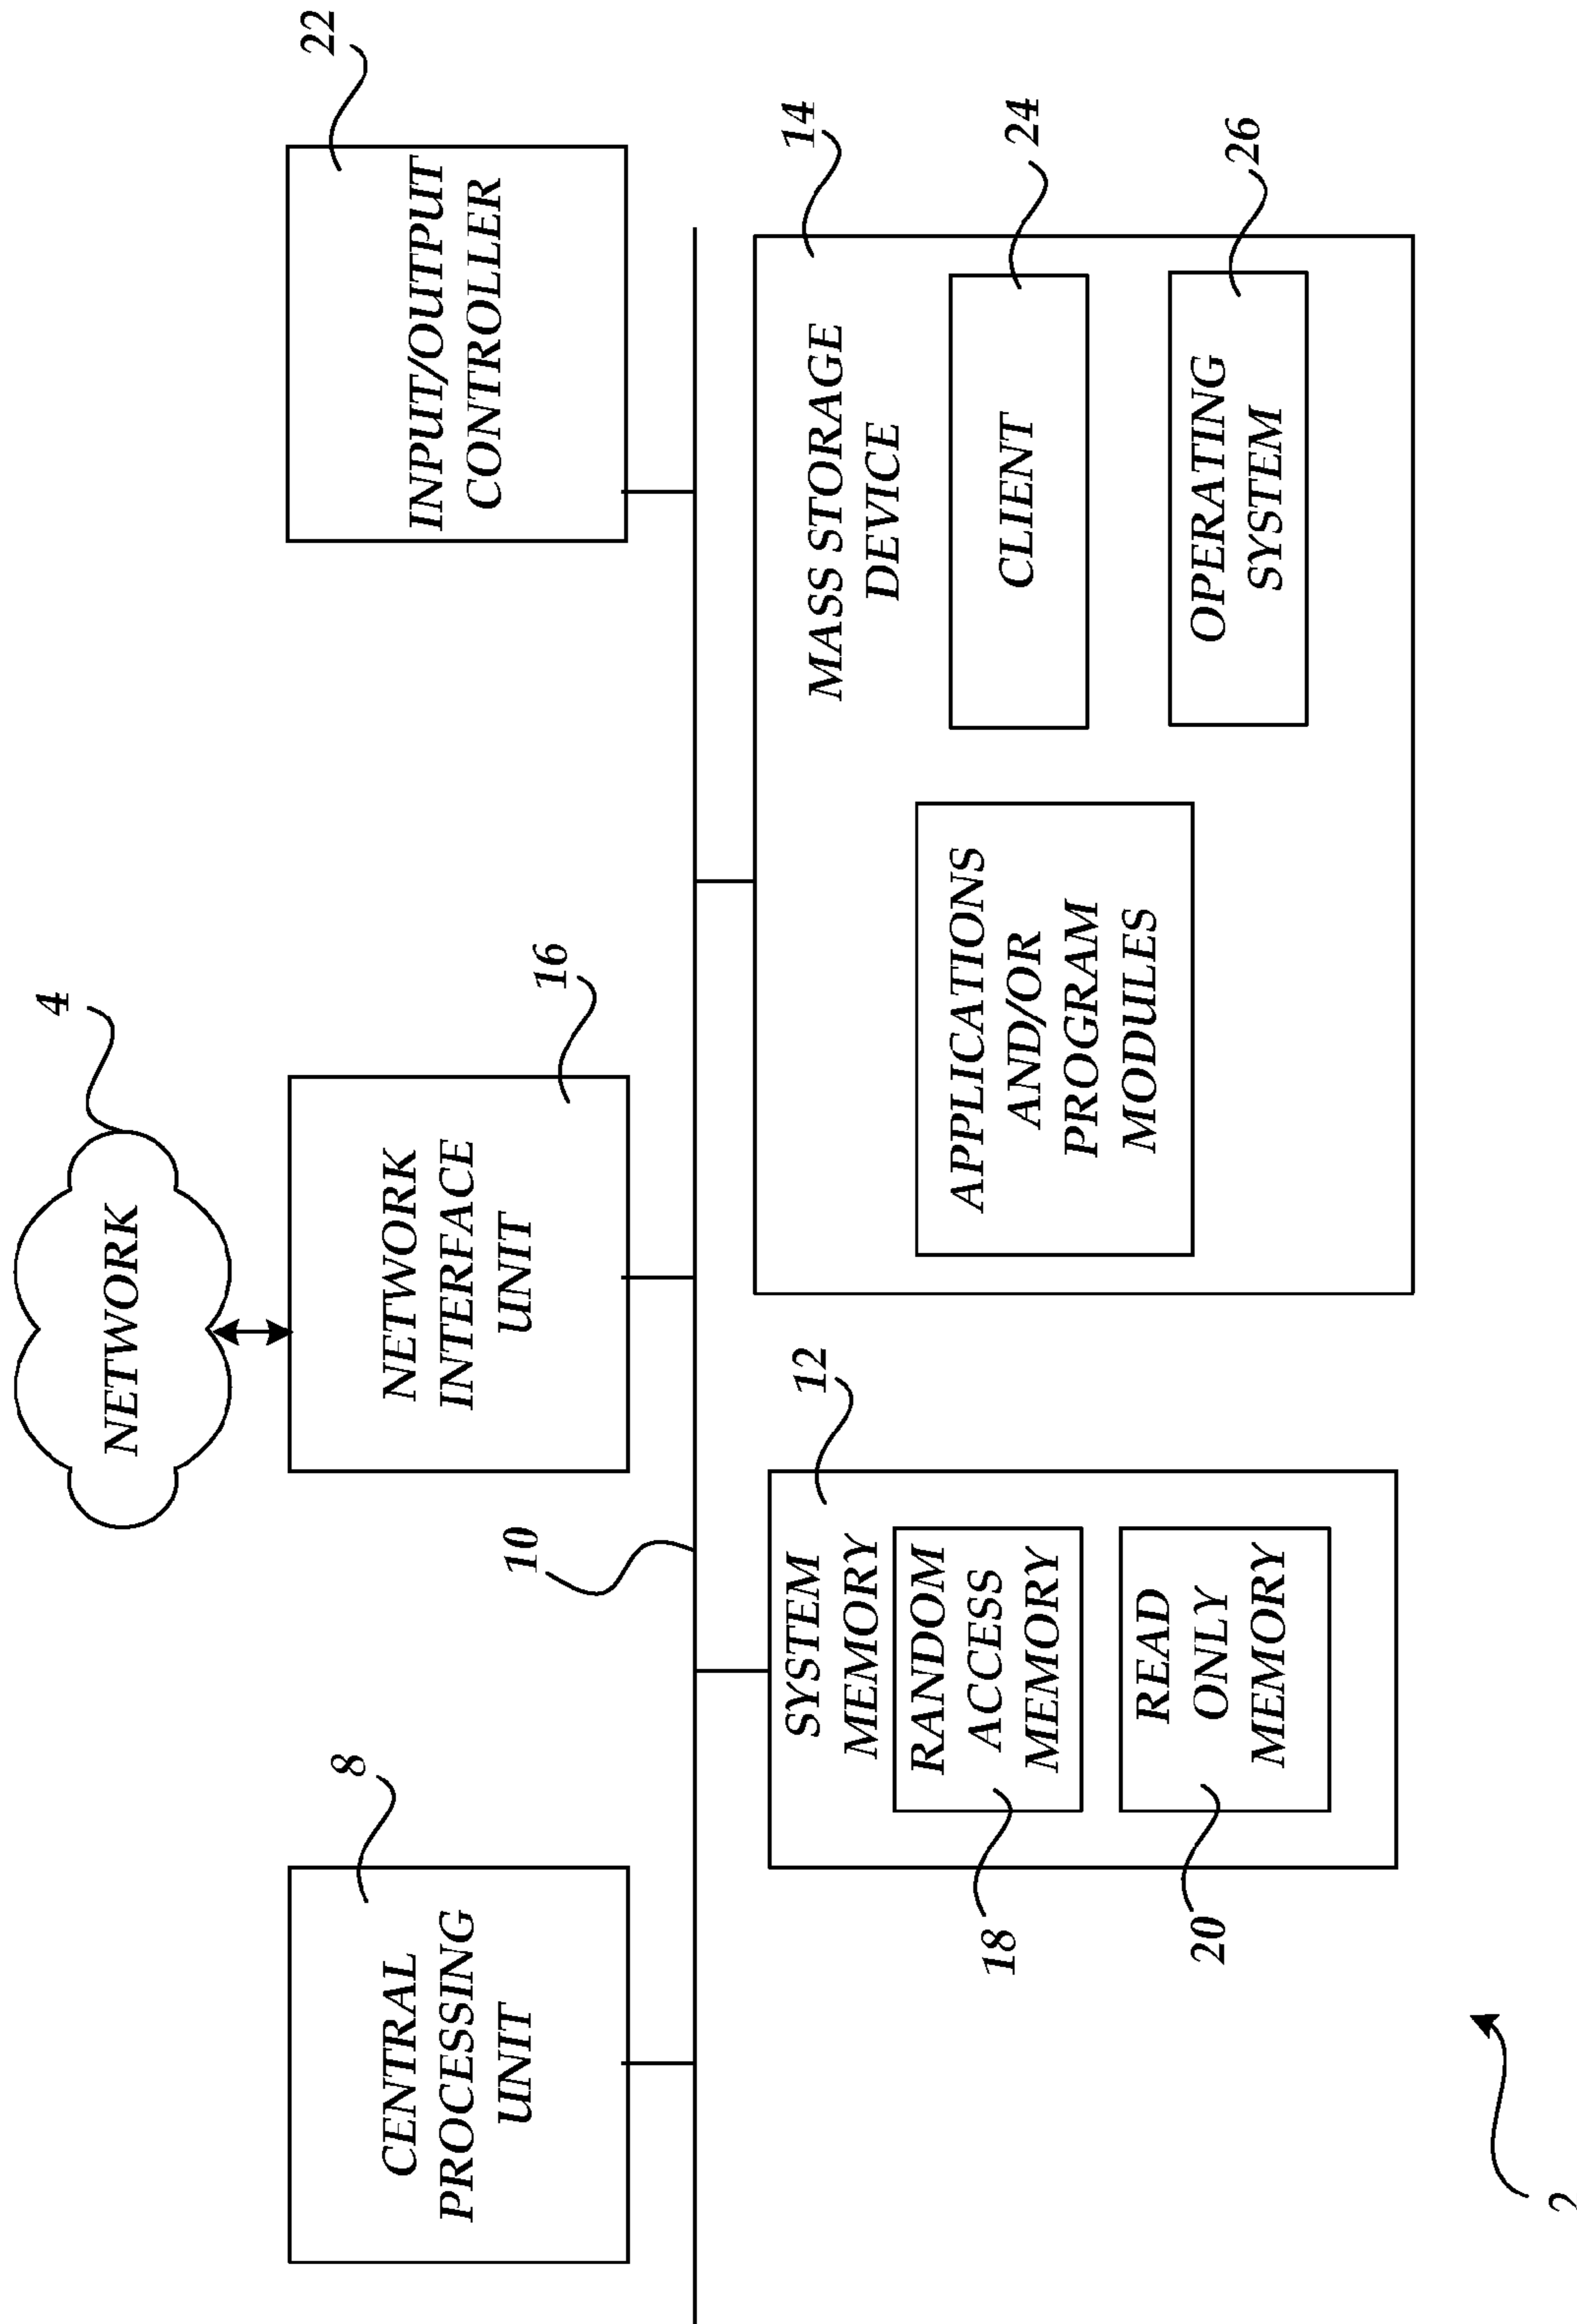 4
NETWORK
8
CENTRAL
PROCESSING
UNIT
16
NETWORK
INTERFACE
UNIT
22
INPUT/OUTPUT
CONTROLLER
10
12
SYSTEM
MEMORY
RANDOM
ACCESS
MEMORY
18
READ
ONLY
MEMORY
20
14
MASS STORAGE
DEVICE
APPLICATIONS
AND/OR
PROGRAM
MODULES
CLIENT
24
OPERATING
SYSTEM
26
2